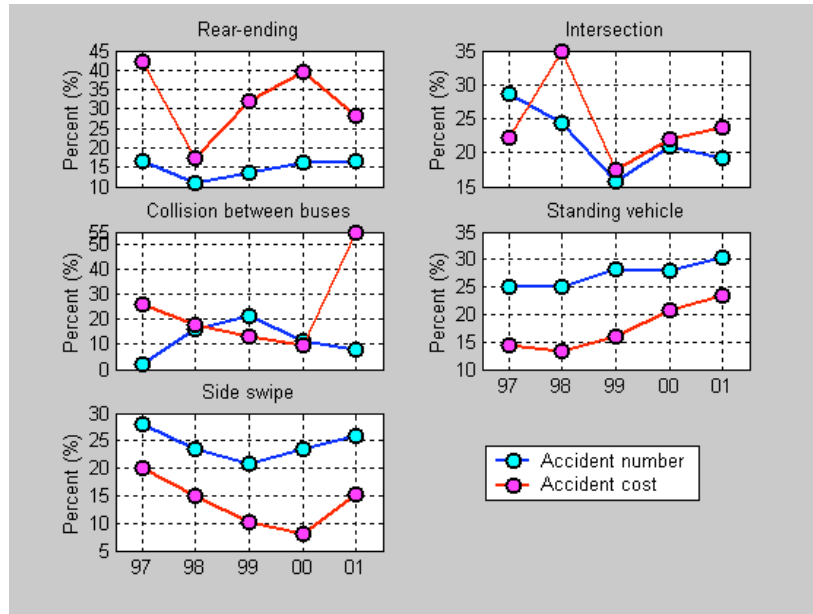 Rear-ending
Percent (%)
45
40
35
30
25
20
15
10
Intersection
Percent (%)
35
30
25
20
15
Collision between buses
Percent (%)
55
50
40
30
20
10
0
Standing vehicle
Percent (%)
35
30
25
20
15
10
97 98 99 00 01
Side swipe
Percent (%)
30
25
20
15
10
5
97 98 99 00 01
Accident number
Accident cost